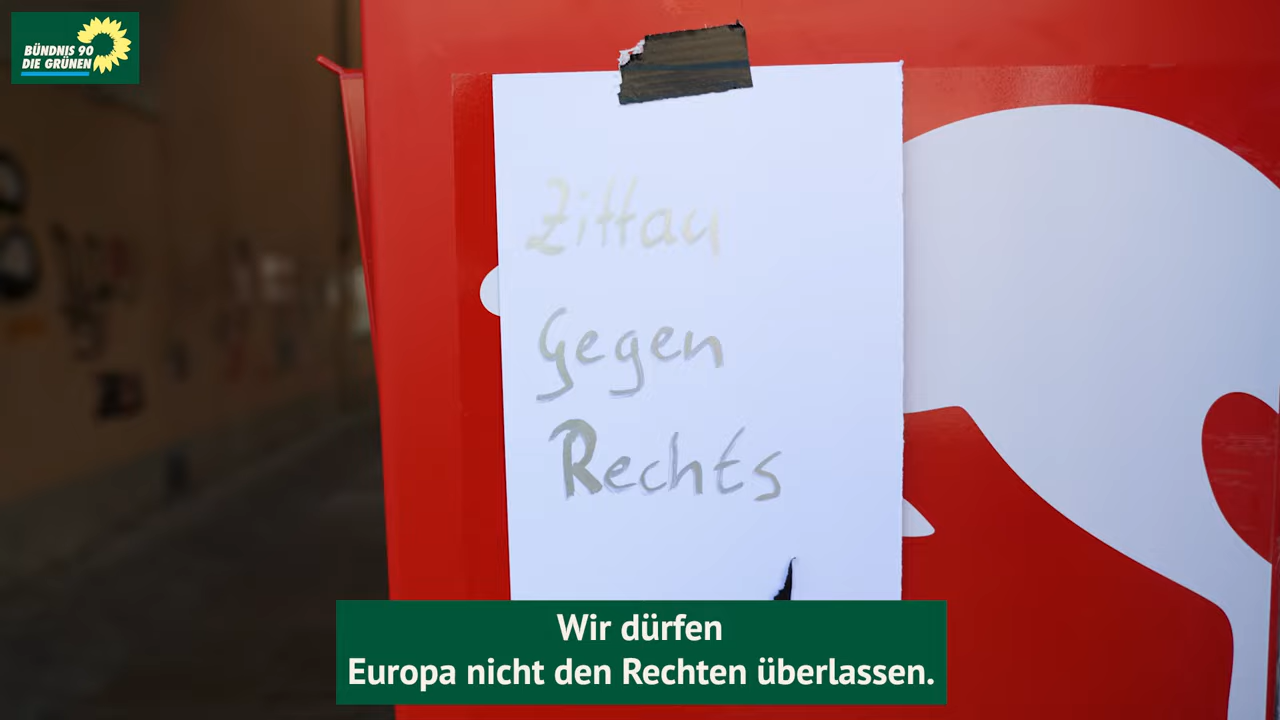 BÜNDNIS 90
DIE GRÜNEN
Zittau
Gegen
Rechts
Wir dürfen
Europa nicht den Rechten überlassen.